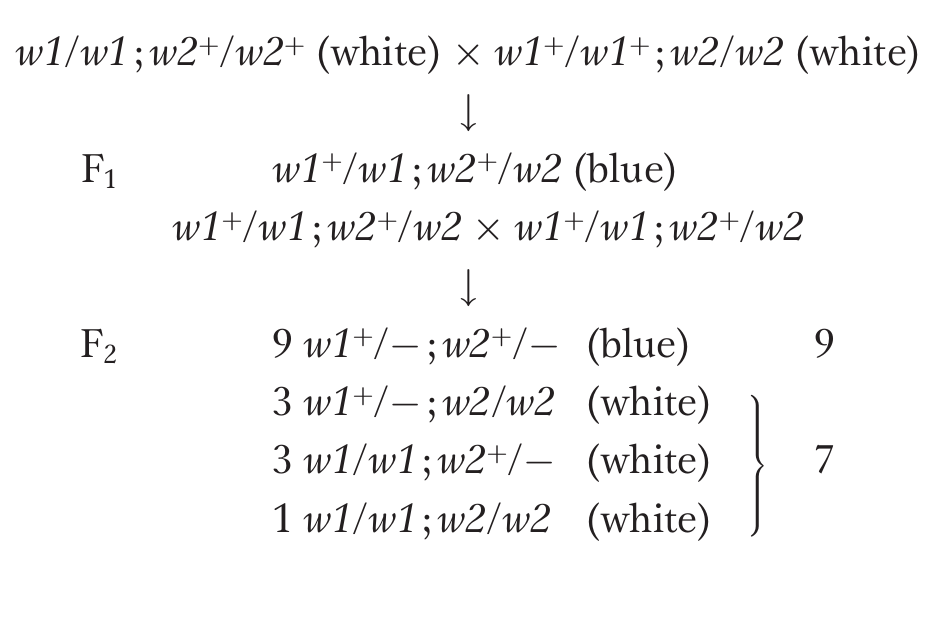 w1/w1;w2⁺/w2⁺ (white) × w1⁺/w1⁺;w2/w2 (white)
↓
F₁ w1⁺/w1;w2⁺/w2 (blue)
w1⁺/w1;w2⁺/w2 × w1⁺/w1;w2⁺/w2
↓
F₂ 9 w1⁺/–;w2⁺/– (blue) 9
3 w1⁺/–;w2/w2 (white)
3 w1/w1;w2⁺/– (white) 7
1 w1/w1;w2/w2 (white)